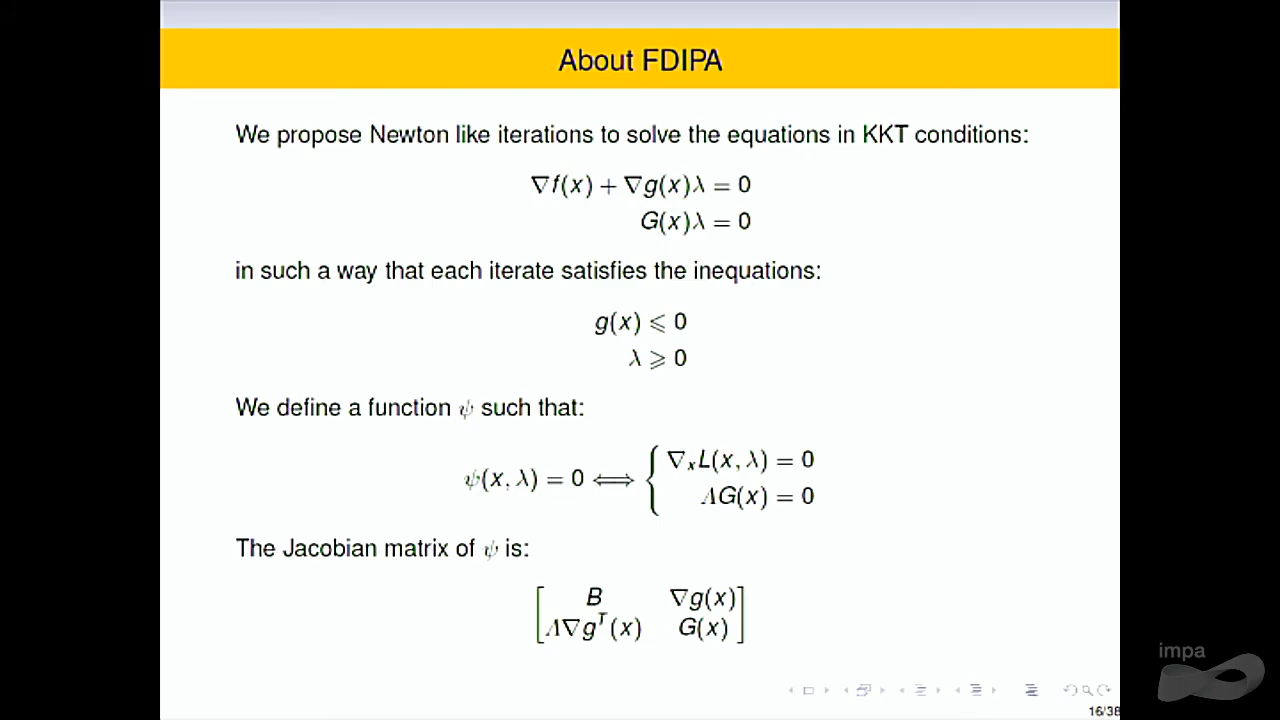 About FDIPA
We propose Newton like iterations to solve the equations in KKT conditions:
∇f(x) + ∇g(x)λ = 0
G(x)λ = 0
in such a way that each iterate satisfies the inequations:
g(x) ⩽ 0
λ ⩾ 0
We define a function ψ such that:
ψ(x, λ) = 0 ⟺ { ∇ₓL(x, λ) = 0
ΛG(x) = 0
The Jacobian matrix of ψ is:
[ B ∇g(x) ]
[ Λ∇gᵀ(x) G(x) ]
impa
16/38